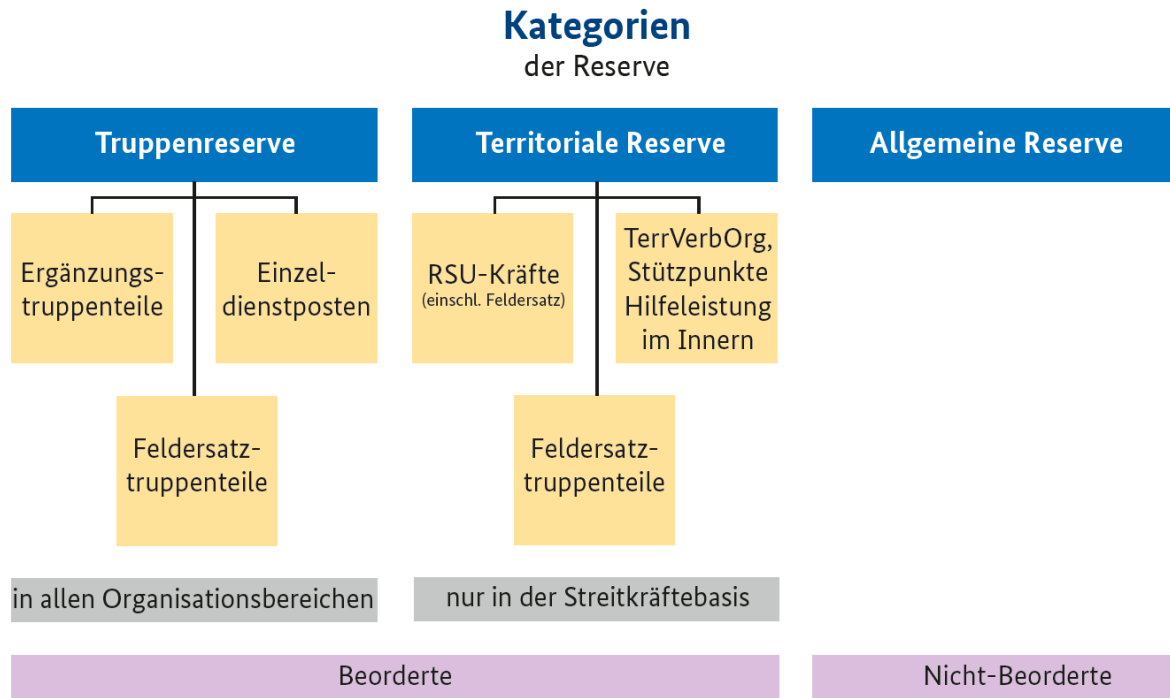 Kategorien
der Reserve
Truppenreserve
Territoriale Reserve
Allgemeine Reserve
Ergänzungs-
truppenteile
Einzel-
dienstposten
Feldersatz-
truppenteile
RSU-Kräfte
(einschl. Feldersatz)
TerrVerbOrg,
Stützpunkte
Hilfeleistung
im Innern
Feldersatz-
truppenteile
in allen Organisationsbereichen
nur in der Streitkräftebasis
Beorderte
Nicht-Beorderte